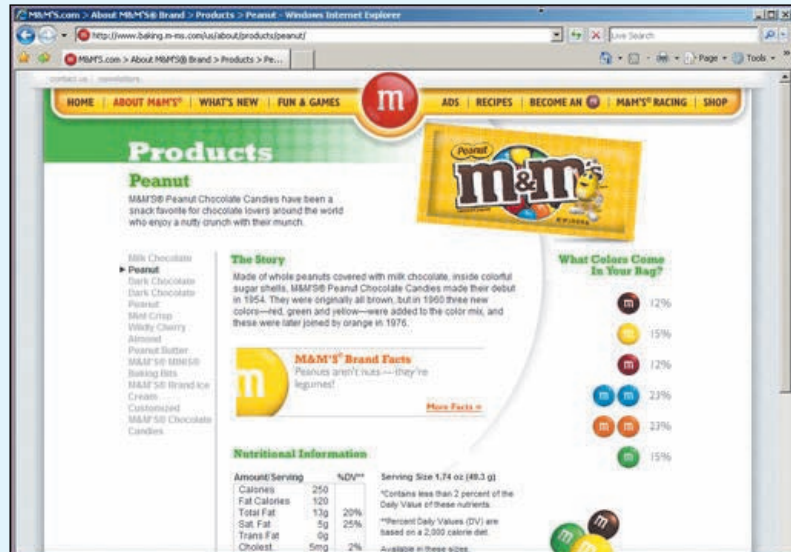 M&M'S.com > About M&M'S® Brand > Products > Peanut - Windows Internet Explorer
http://www.baking.m-ms.com/us/about/products/peanut/
Live Search
M&M'S.com > About M&M'S® Brand > Products > Pe...
Page
Tools
contact us | newsletters
HOME | ABOUT M&M'S® | WHAT'S NEW | FUN & GAMES
m
ADS | RECIPES | BECOME AN m | M&M'S® RACING | SHOP
Products
Peanut
m&m's
Peanut
M&M'S® Peanut Chocolate Candies have been a
snack favorite for chocolate lovers around the world
who enjoy a nutty crunch with their munch.
Milk Chocolate
Peanut
Dark Chocolate
Dark Chocolate
Peanut
Mint Crisp
Wildly Cherry
Almond
Peanut Butter
M&M'S® MINIS®
Baking Bits
M&M'S® Brand Ice
Cream
Customized
M&M'S® Chocolate
Candies
The Story
Made of whole peanuts covered with milk chocolate, inside colorful
sugar shells, M&M'S® Peanut Chocolate Candies made their debut
in 1954. They were originally all brown, but in 1960 three new
colors—red, green and yellow—were added to the color mix, and
these were later joined by orange in 1976.
m
M&M'S® Brand Facts
Peanuts aren't nuts —they're
legumes!
More Facts »
What Colors Come
In Your Bag?
m 12%
m 15%
m 12%
m m 23%
m m 23%
m 15%
Nutritional Information
Amount/Serving %DV**
Calories 250
Fat Calories 120
Total Fat 13g 20%
Sat. Fat 5g 25%
Trans Fat 0g
Cholest. 5mg 2%
Serving Size 1.74 oz (49.3 g)
*Contains less than 2 percent of the
Daily Value of these nutrients.
**Percent Daily Values (DV) are
based on a 2,000 calorie diet.
Available in these sizes
m
m